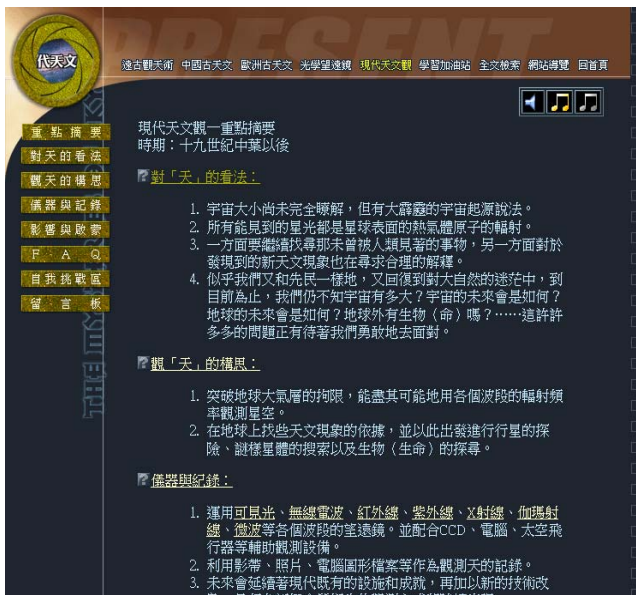 PRESENT
代天文
遠古觀天術 中國古天文 歐洲古天文 光學望遠鏡 現代天文觀 學習加油站 全文檢索 網站導覽 回首頁
重點摘要
對天的看法
觀天的構思
儀器與記錄
影響與啟蒙
F A Q
自我挑戰區
留言板
現代天文觀—重點摘要
時期：十九世紀中葉以後
對「天」的看法：
1. 宇宙大小尚未完全瞭解，但有大霹靂的宇宙起源說法。
2. 所有能見到的星光都是星球表面的熱氣體原子的輻射。
3. 一方面要繼續找尋那未曾被人類見著的事物，另一方面對於
發現到的新天文現象也在尋求合理的解釋。
4. 似乎我們又和先民一樣地，又回復到對大自然的迷茫中，到
目前為止，我們仍不知宇宙有多大？宇宙的未來會是如何？
地球的未來會是如何？地球外有生物〈命〉嗎？……這許許
多多的問題正有待著我們勇敢地去面對。
觀「天」的構思：
1. 突破地球大氣層的拘限，能盡其可能地用各個波段的輻射頻
率觀測星空。
2. 在地球上找些天文現象的依據，並以此出發進行行星的探
險、謎樣星體的搜索以及生物〈生命〉的探尋。
儀器與紀錄：
1. 運用可見光、無線電波、紅外線、紫外線、X射線、伽瑪射
線、微波等各個波段的望遠鏡。並配合CCD、電腦、太空飛
行器等輔助觀測設備。
2. 利用影帶、照片、電腦圖形檔案等作為觀測天的記錄。
3. 未來會延續著現代既有的設施和成就，再加以新的技術改